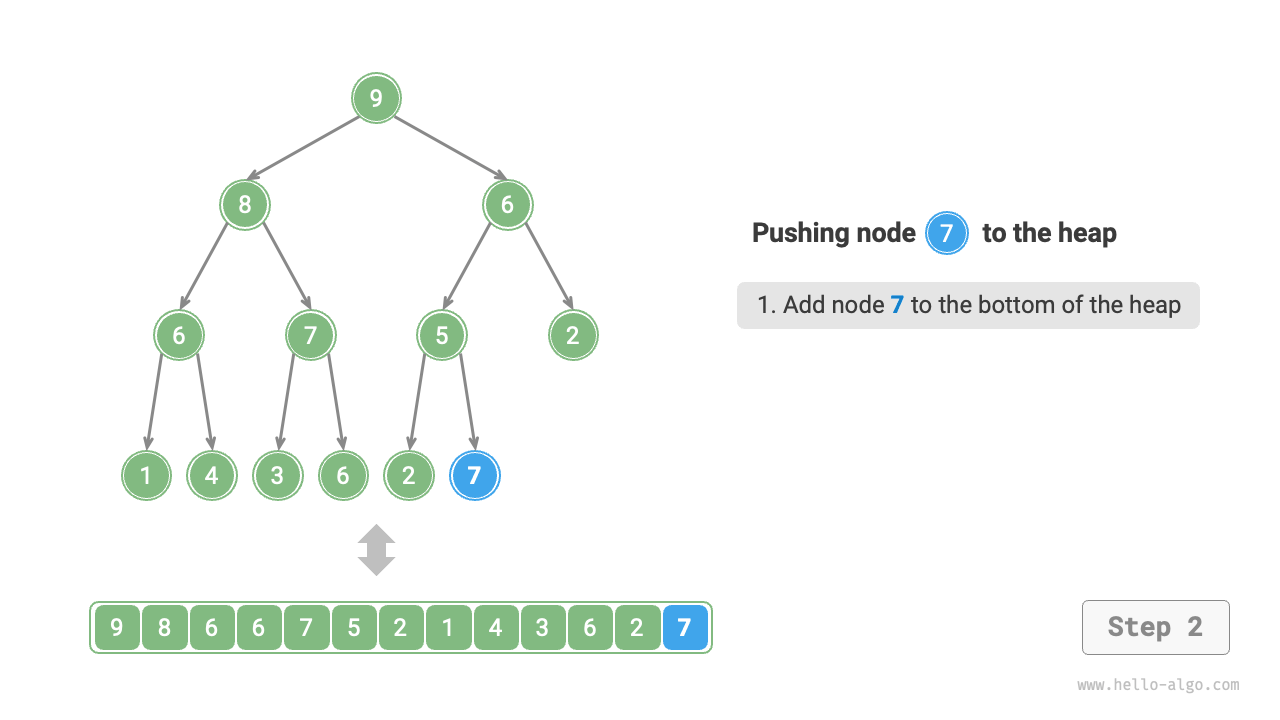 9
8 6
6 7 5 2
1 4 3 6 2 7
9 8 6 6 7 5 2 1 4 3 6 2 7
Pushing node 7 to the heap
1. Add node 7 to the bottom of the heap
Step 2
www.hello-algo.com